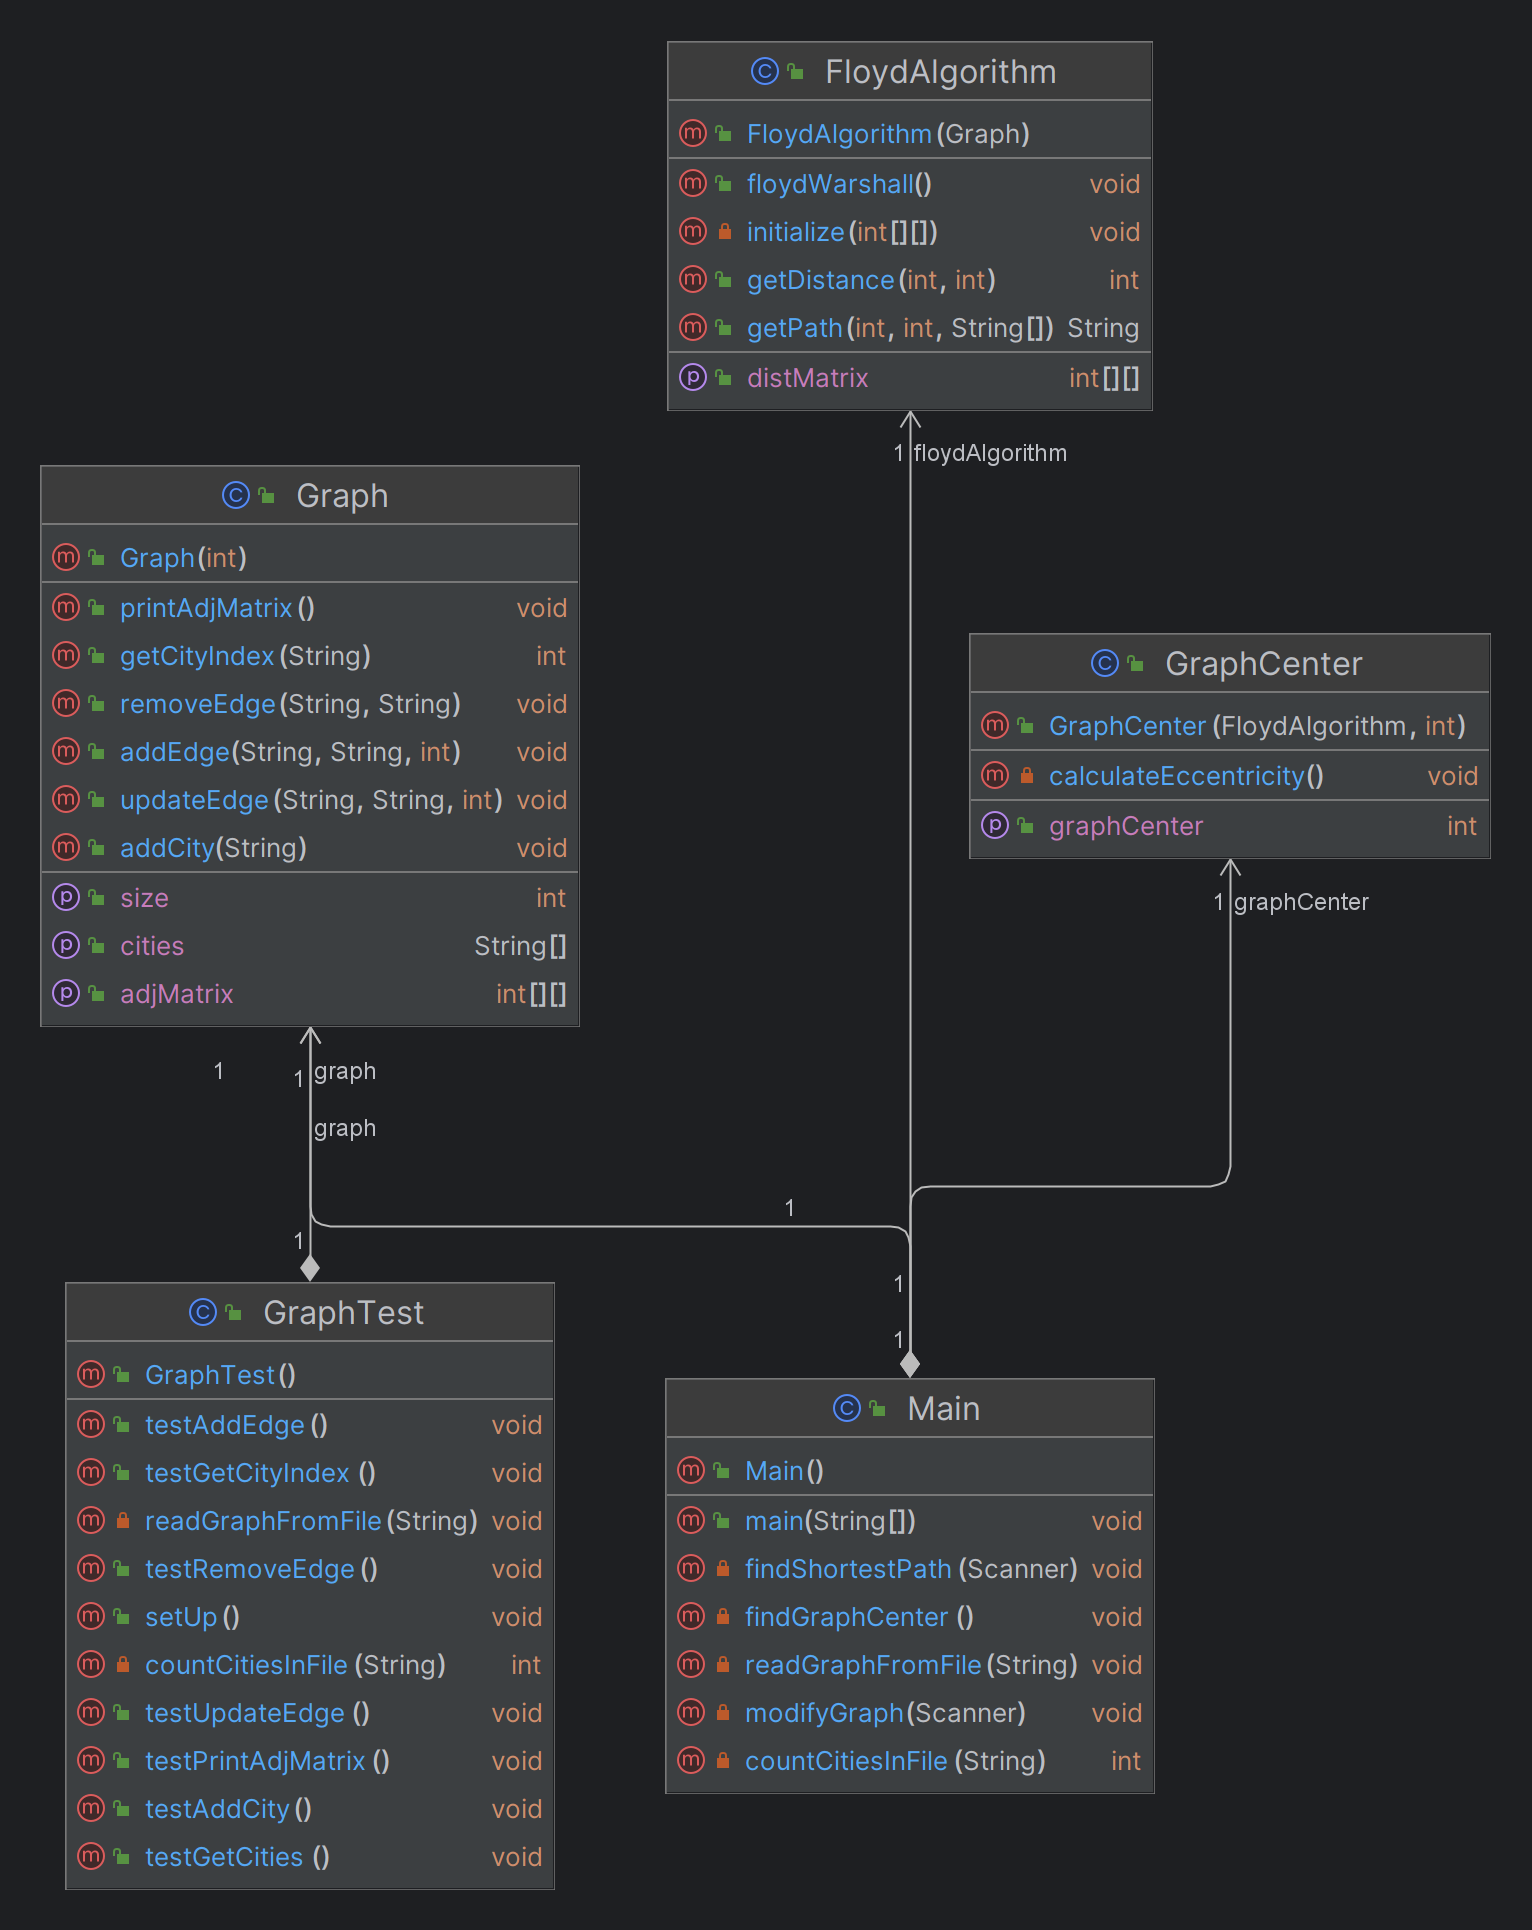 FloydAlgorithm
FloydAlgorithm(Graph)
floydWarshall() void
initialize(int[][]) void
getDistance(int, int) int
getPath(int, int, String[]) String
distMatrix int[][]
1 floydAlgorithm
Graph
Graph(int)
printAdjMatrix() void
getCityIndex(String) int
removeEdge(String, String) void
addEdge(String, String, int) void
updateEdge(String, String, int) void
addCity(String) void
size int
cities String[]
adjMatrix int[][]
GraphCenter
GraphCenter(FloydAlgorithm, int)
calculateEccentricity() void
graphCenter int
1 graphCenter
1
1 graph
graph
1
1
1
1
GraphTest
GraphTest()
testAddEdge() void
testGetCityIndex() void
readGraphFromFile(String) void
testRemoveEdge() void
setUp() void
countCitiesInFile(String) int
testUpdateEdge() void
testPrintAdjMatrix() void
testAddCity() void
testGetCities() void
Main
Main()
main(String[]) void
findShortestPath(Scanner) void
findGraphCenter() void
readGraphFromFile(String) void
modifyGraph(Scanner) void
countCitiesInFile(String) int